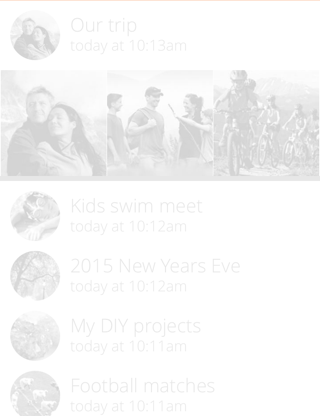 Our trip
today at 10:13am
Kids swim meet
today at 10:12am
2015 New Years Eve
today at 10:12am
My DIY projects
today at 10:11am
Football matches
today at 10:11am